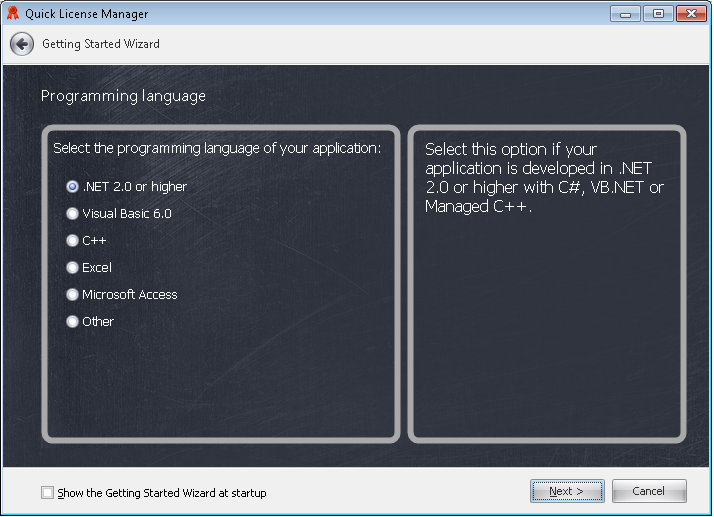 Quick License Manager
Getting Started Wizard
Programming language
Select the programming language of your application:
.NET 2.0 or higher
Visual Basic 6.0
C++
Excel
Microsoft Access
Other
Select this option if your
application is developed in .NET
2.0 or higher with C#, VB.NET or
Managed C++.
Show the Getting Started Wizard at startup
Next >
Cancel